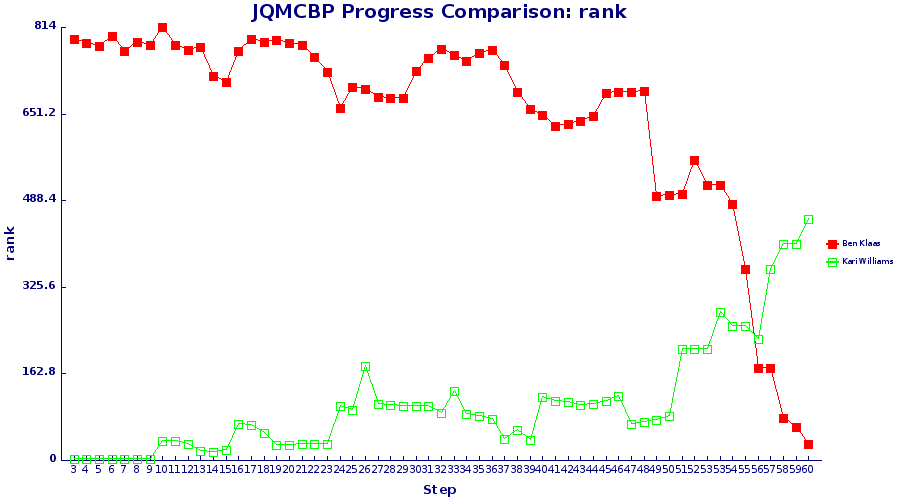 JQMCBP Progress Comparison: rank
814
651.2
488.4
325.6
162.8
0
rank
3 4 5 6 7 8 9 10 11 12 13 14 15 16 17 18 19 20 21 22 23 24 25 26 27 28 29 30 31 32 33 34 35 36 37 38 39 40 41 42 43 44 45 46 47 48 49 50 51 52 53 54 55 56 57 58 59 60
Step
Ben Klaas
Kari Williams